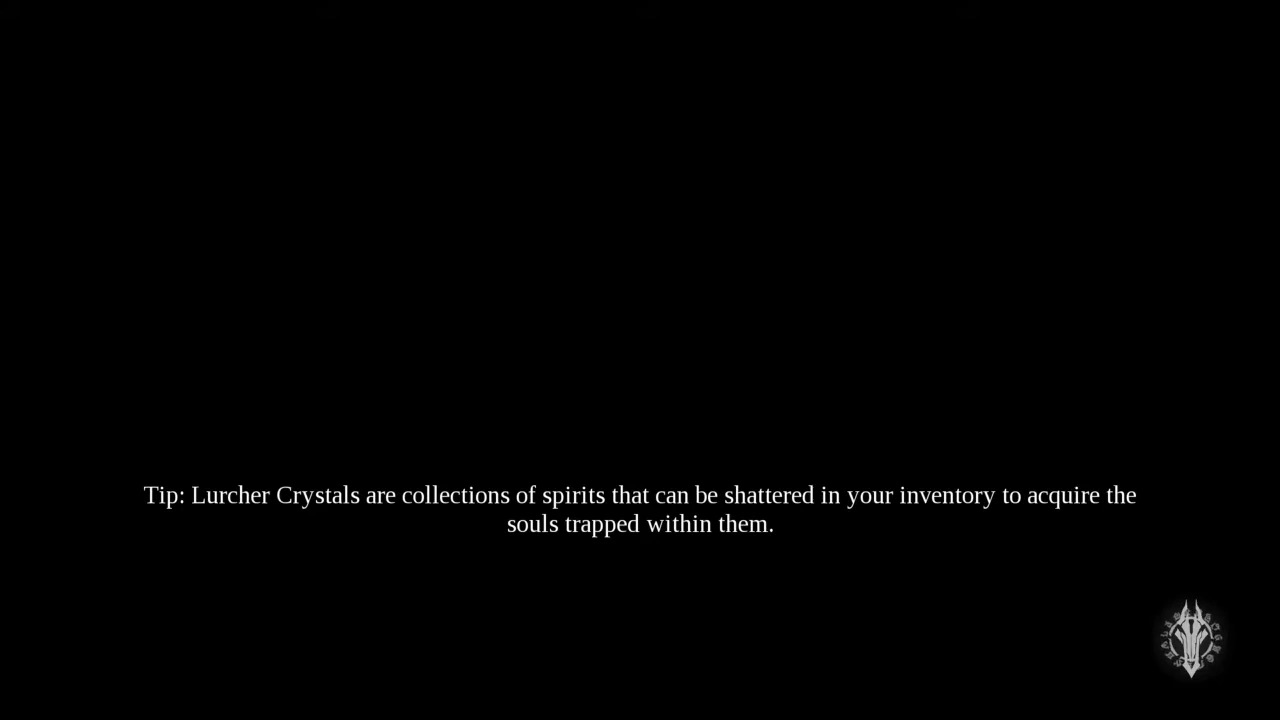 Tip: Lurcher Crystals are collections of spirits that can be shattered in your inventory to acquire the
souls trapped within them.